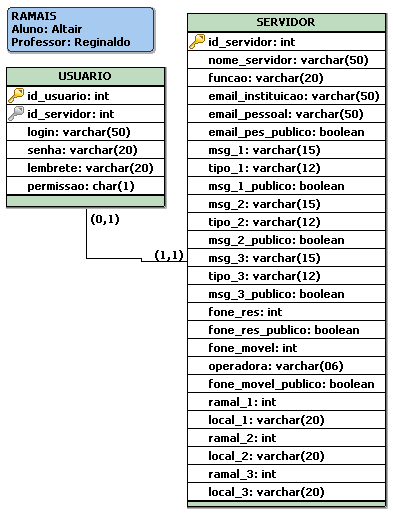 RAMAIS
Aluno: Altair
Professor: Reginaldo
USUARIO
id_usuario: int
id_servidor: int
login: varchar(50)
senha: varchar(20)
lembrete: varchar(20)
permissao: char(1)
(0,1)
(1,1)
SERVIDOR
id_servidor: int
nome_servidor: varchar(50)
funcao: varchar(20)
email_instituicao: varchar(50)
email_pessoal: varchar(50)
email_pes_publico: boolean
msg_1: varchar(15)
tipo_1: varchar(12)
msg_1_publico: boolean
msg_2: varchar(15)
tipo_2: varchar(12)
msg_2_publico: boolean
msg_3: varchar(15)
tipo_3: varchar(12)
msg_3_publico: boolean
fone_res: int
fone_res_publico: boolean
fone_movel: int
operadora: varchar(06)
fone_movel_publico: boolean
ramal_1: int
local_1: varchar(20)
ramal_2: int
local_2: varchar(20)
ramal_3: int
local_3: varchar(20)